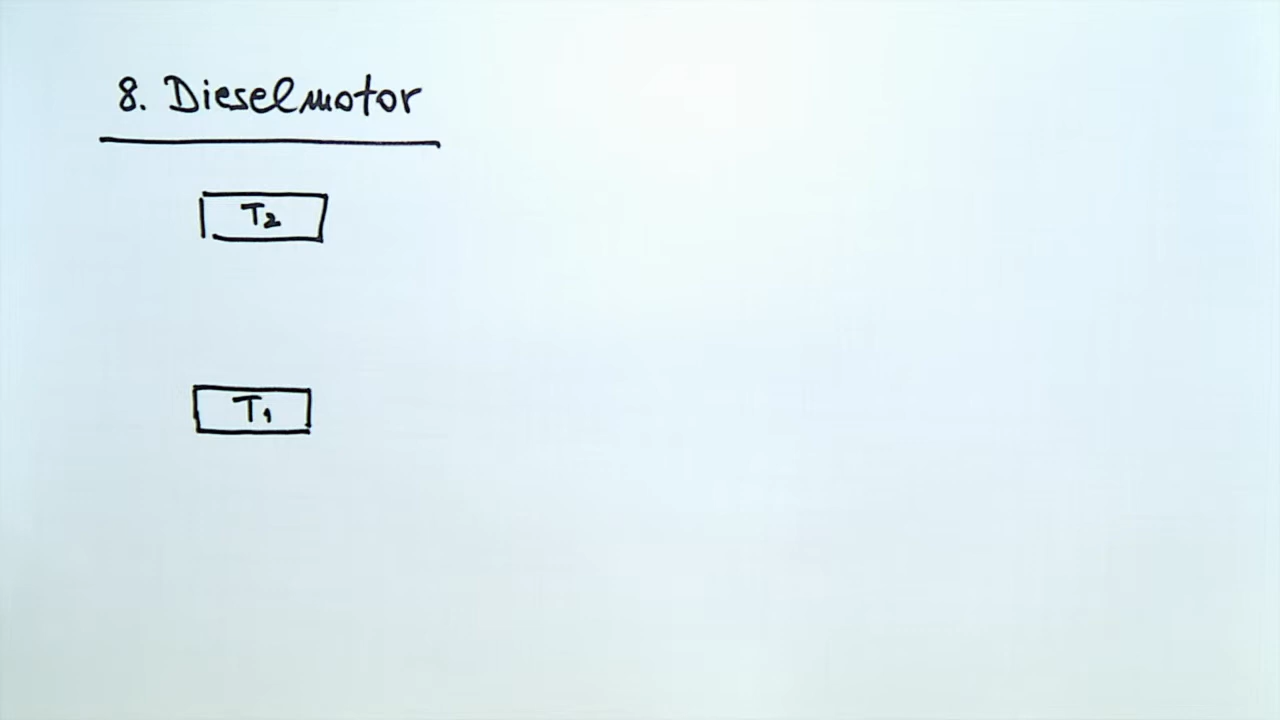 8. Dieselmotor
T₂
T₁